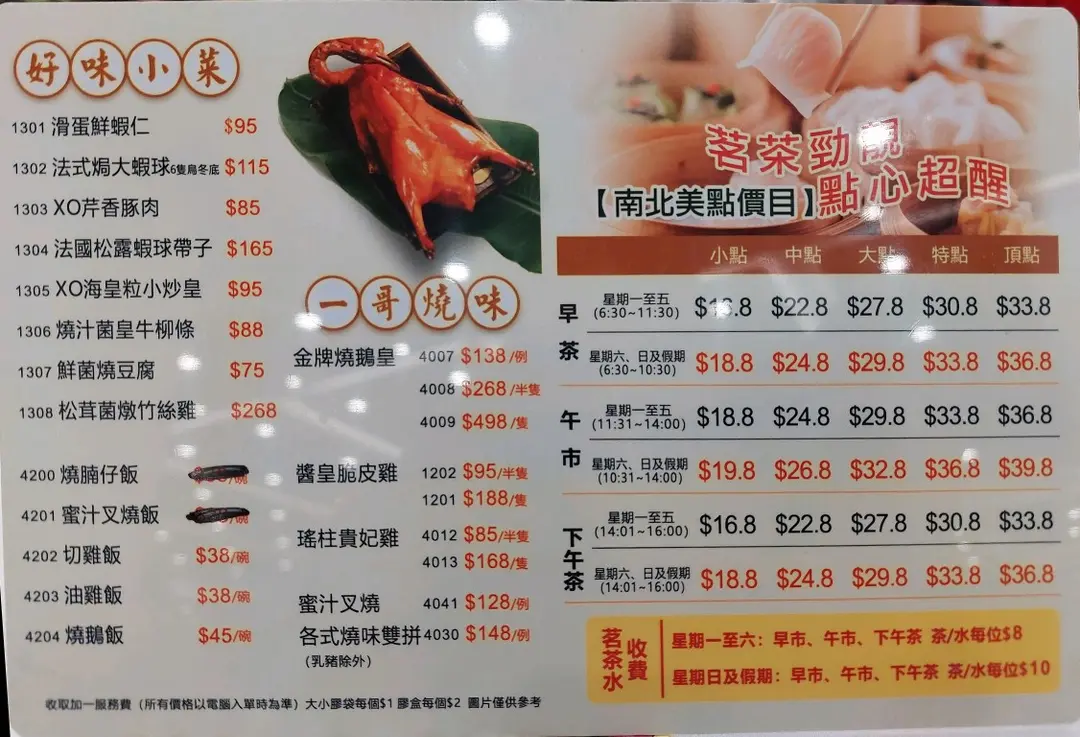 好味小菜
1301 滑蛋鮮蝦仁 $95
1302 法式焗大蝦球6隻烏冬底 $115
1303 XO芹香豚肉 $85
1304 法國松露蝦球帶子 $165
1305 XO海皇粒小炒皇 $95
1306 燒汁菌皇牛柳條 $88
1307 鮮菌燒豆腐 $75
1308 松茸菌燉竹絲雞 $268
4200 燒腩仔飯
4201 蜜汁叉燒飯
4202 切雞飯 $38/碗
4203 油雞飯 $38/碗
4204 燒鵝飯 $45/碗
一哥燒味
金牌燒鵝皇 4007 $138/例
4008 $268/半隻
4009 $498/隻
醬皇脆皮雞 1202 $95/半隻
1201 $188/隻
瑤柱貴妃雞 4012 $85/半隻
4013 $168/隻
蜜汁叉燒 4041 $128/例
各式燒味雙拼 4030 $148/例
(乳豬除外)
收取加一服務費 (所有價格以電腦入單時為準) 大小膠袋每個$1 膠盒每個$2 圖片僅供參考
茗茶勁靚
點心超醒
【南北美點價目】
小點 中點 大點 特點 頂點
早茶
星期一至五 (6:30~11:30) $22.8 $27.8 $30.8 $33.8
星期六、日及假期 (6:30~10:30) $18.8 $24.8 $29.8 $33.8 $36.8
午市
星期一至五 (11:31~14:00) $18.8 $24.8 $29.8 $33.8 $36.8
星期六、日及假期 (10:31~14:00) $19.8 $26.8 $32.8 $36.8 $39.8
下午茶
星期一至五 (14:01~16:00) $16.8 $22.8 $27.8 $30.8 $33.8
星期六、日及假期 (14:01~16:00) $18.8 $24.8 $29.8 $33.8 $36.8
茗茶水收費
星期一至六：早市、午市、下午茶 茶/水每位$8
星期日及假期：早市、午市、下午茶 茶/水每位$10